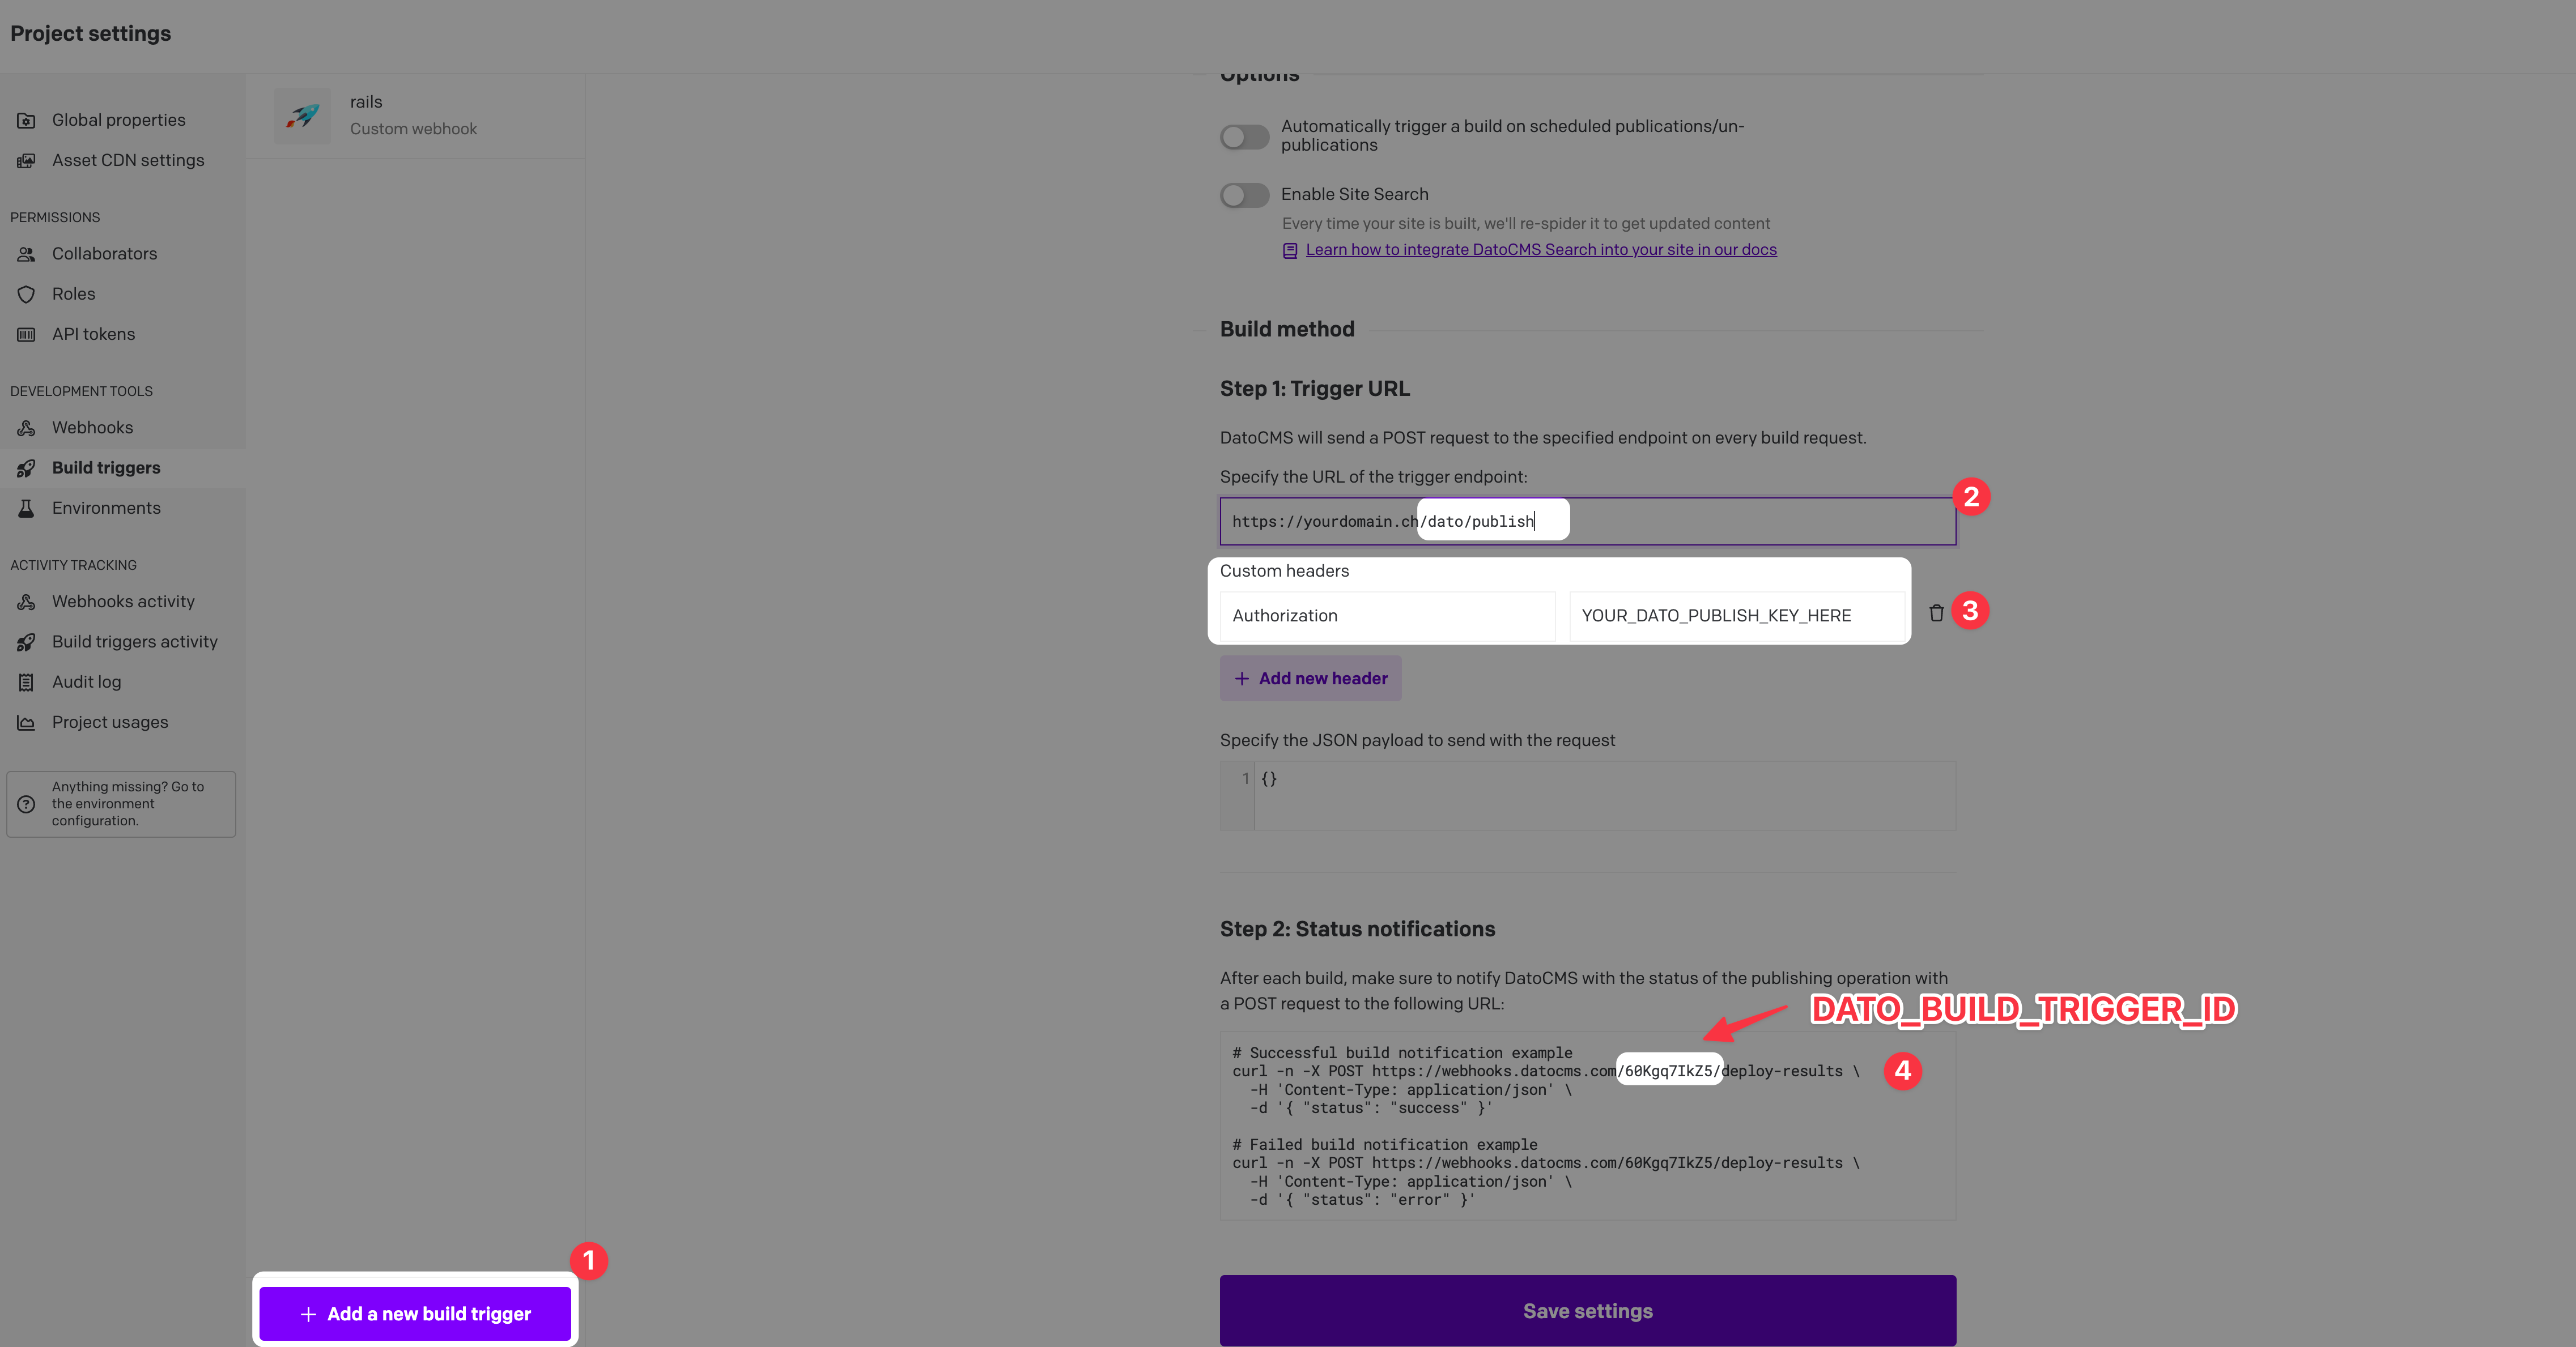 Project settings
Global properties
Asset CDN settings
PERMISSIONS
Collaborators
Roles
API tokens
DEVELOPMENT TOOLS
Webhooks
Build triggers
Environments
ACTIVITY TRACKING
Webhooks activity
Build triggers activity
Audit log
Project usages
Anything missing? Go to
the environment
configuration.
rails
Custom webhook
1
+ Add a new build trigger
Options
Automatically trigger a build on scheduled publications/un-
publications
Enable Site Search
Every time your site is built, we'll re-spider it to get updated content
Learn how to integrate DatoCMS Search into your site in our docs
Build method
Step 1: Trigger URL
DatoCMS will send a POST request to the specified endpoint on every build request.
Specify the URL of the trigger endpoint:
https://yourdomain.ch/dato/publish
2
Custom headers
Authorization
YOUR_DATO_PUBLISH_KEY_HERE
3
+ Add new header
Specify the JSON payload to send with the request
1 {}
Step 2: Status notifications
After each build, make sure to notify DatoCMS with the status of the publishing operation with
a POST request to the following URL:
DATO_BUILD_TRIGGER_ID
# Successful build notification example
curl -n -X POST https://webhooks.datocms.com/60Kgq7IkZ5/deploy-results \
-H 'Content-Type: application/json' \
-d '{ "status": "success" }'
4
# Failed build notification example
curl -n -X POST https://webhooks.datocms.com/60Kgq7IkZ5/deploy-results \
-H 'Content-Type: application/json' \
-d '{ "status": "error" }'
Save settings